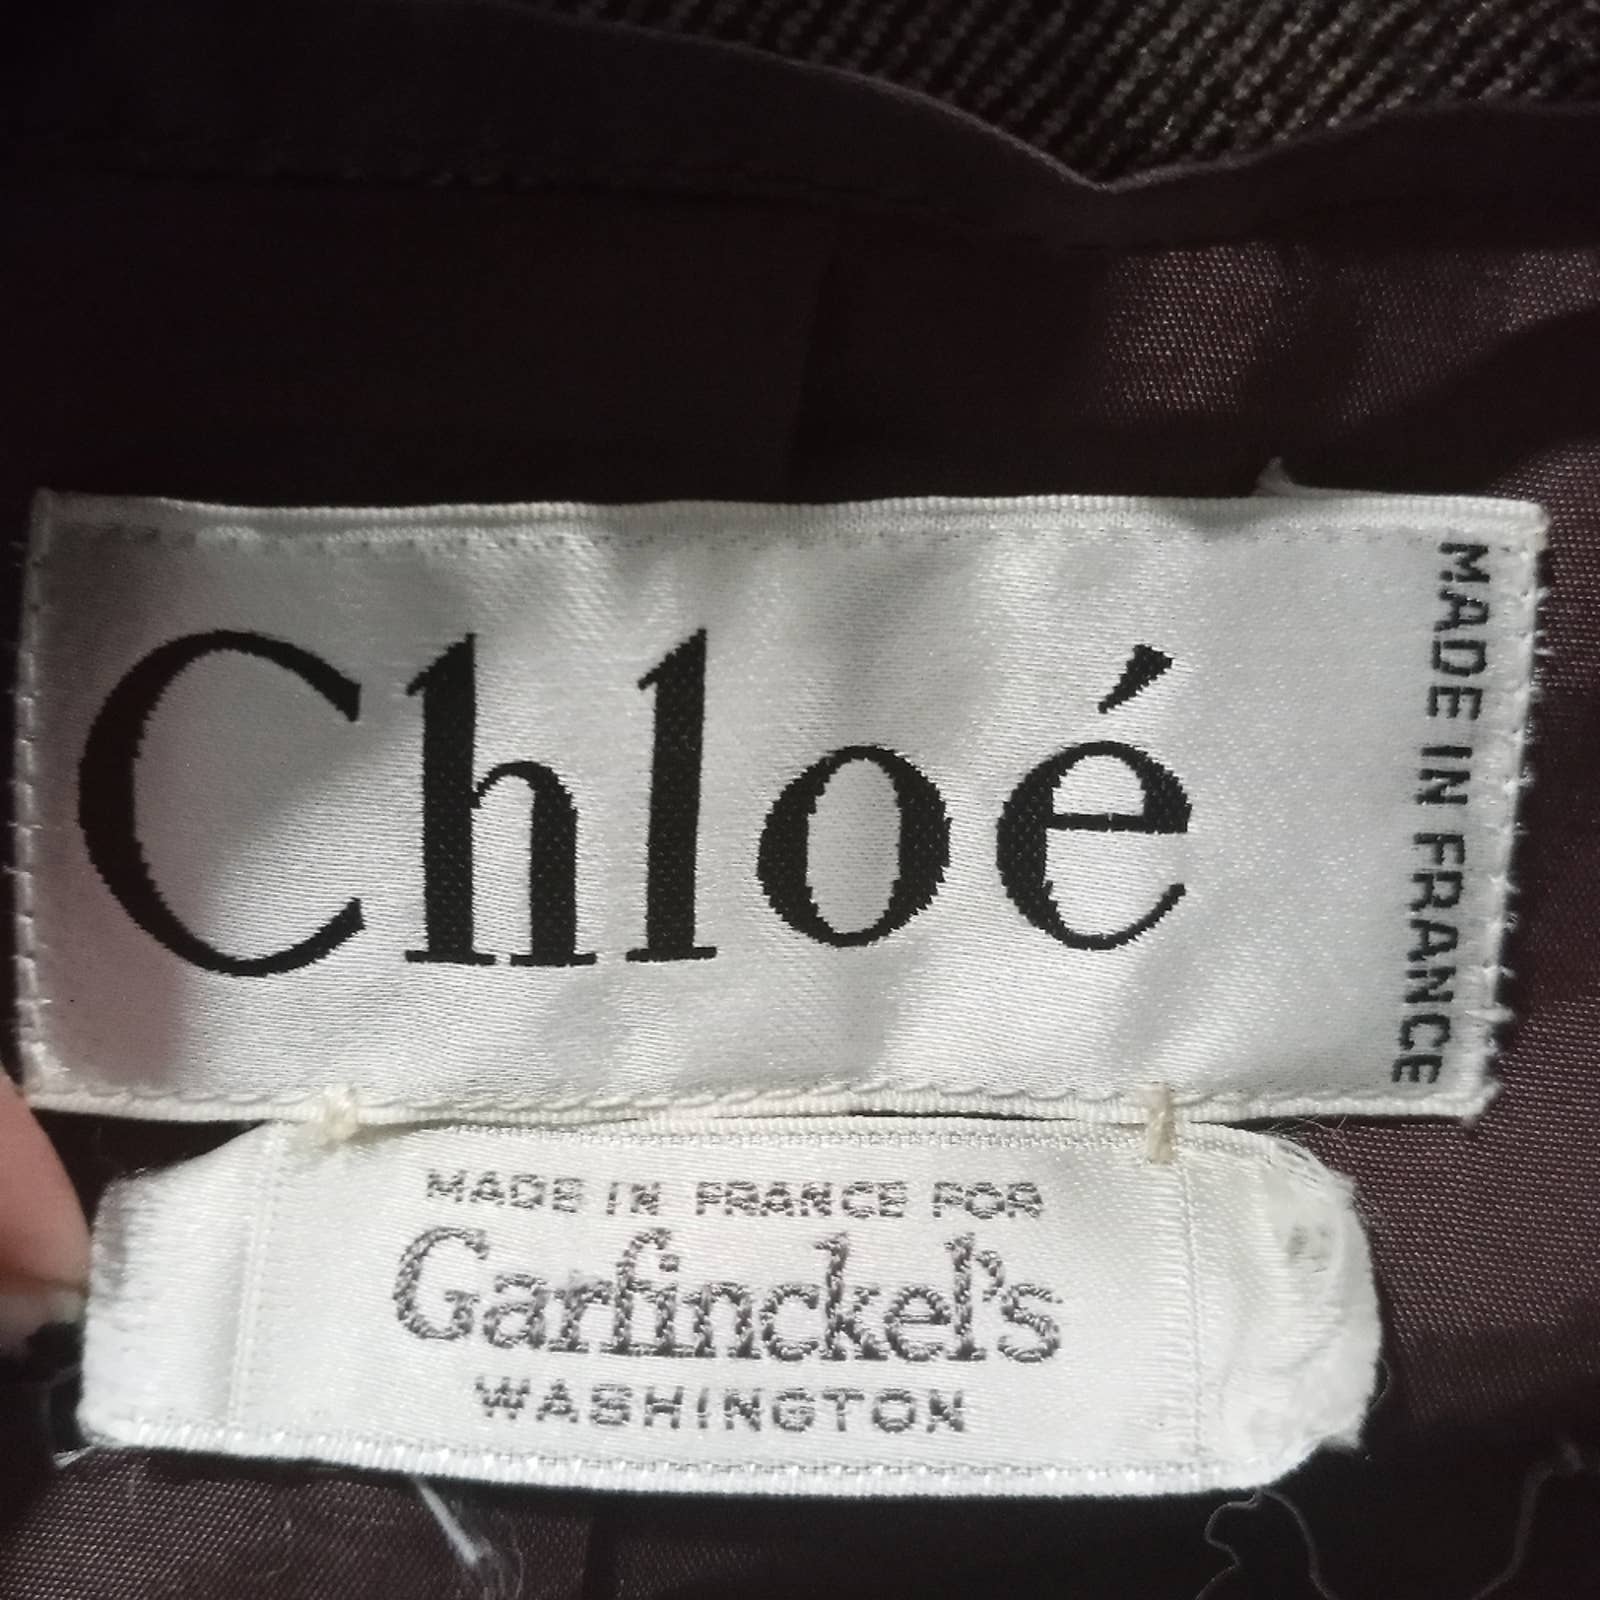 Chloé
MADE IN FRANCE
MADE IN FRANCE FOR
Garfinckel's
WASHINGTON